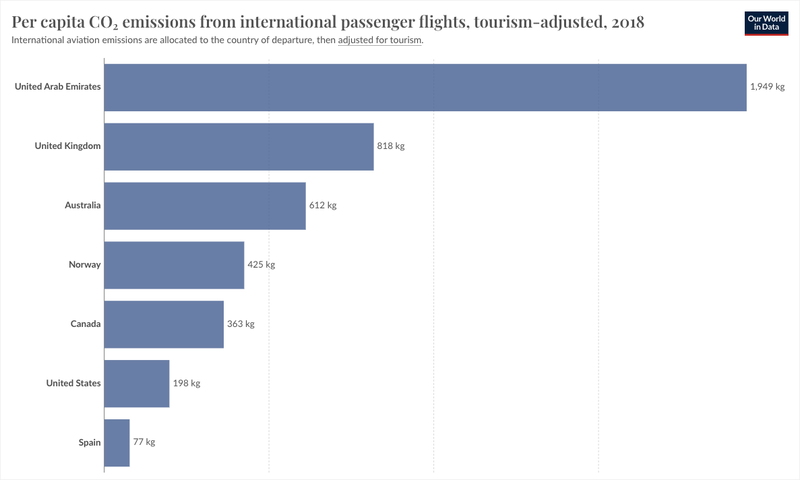 Per capita CO₂ emissions from international passenger flights, tourism-adjusted, 2018
Our World
in Data
International aviation emissions are allocated to the country of departure, then adjusted for tourism.
United Arab Emirates 1,949 kg
United Kingdom 818 kg
Australia 612 kg
Norway 425 kg
Canada 363 kg
United States 198 kg
Spain 77 kg